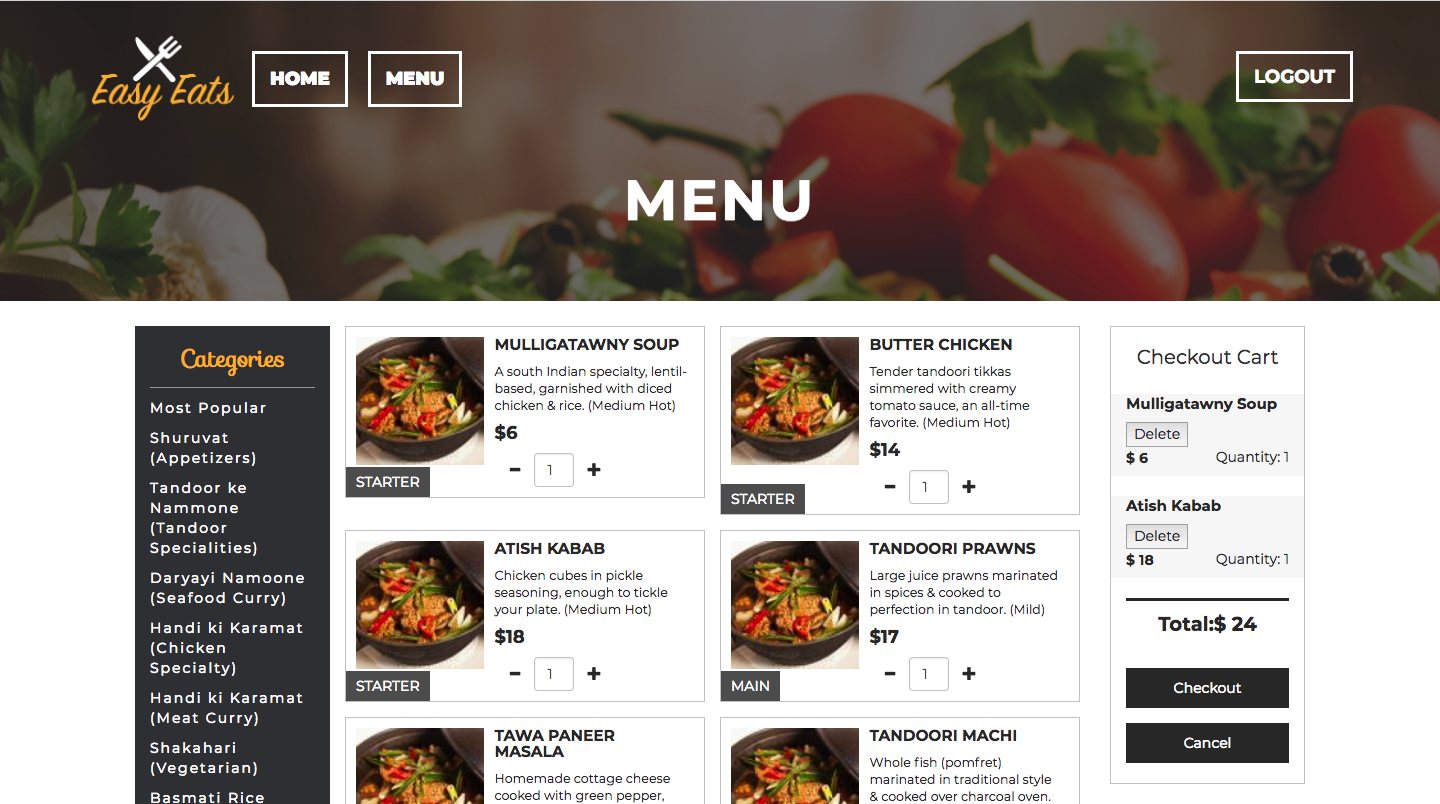 Easy Eats
HOME
MENU
LOGOUT
MENU
Categories
Most Popular
Shuruvat
(Appetizers)
Tandoor ke
Nammone
(Tandoor
Specialities)
Daryayi Namoone
(Seafood Curry)
Handi ki Karamat
(Chicken
Specialty)
Handi ki Karamat
(Meat Curry)
Shakahari
(Vegetarian)
Basmati Rice
MULLIGATAWNY SOUP
A south Indian specialty, lentil-
based, garnished with diced
chicken & rice. (Medium Hot)
$6
- 1 +
STARTER
BUTTER CHICKEN
Tender tandoori tikkas
simmered with creamy
tomato sauce, an all-time
favorite. (Medium Hot)
$14
- 1 +
STARTER
ATISH KABAB
Chicken cubes in pickle
seasoning, enough to tickle
your plate. (Medium Hot)
$18
- 1 +
STARTER
TANDOORI PRAWNS
Large juice prawns marinated
in spices & cooked to
perfection in tandoor. (Mild)
$17
- 1 +
MAIN
TAWA PANEER
MASALA
Homemade cottage cheese
cooked with green pepper,
TANDOORI MACHI
Whole fish (pomfret)
marinated in traditional style
& cooked over charcoal oven.
Checkout Cart
Mulligatawny Soup
Delete
$ 6 Quantity: 1
Atish Kabab
Delete
$ 18 Quantity: 1
Total:$ 24
Checkout
Cancel